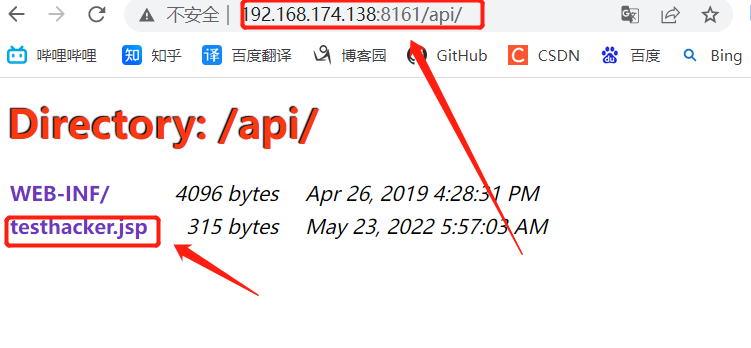 不安全 | 192.168.174.138:8161/api/
哔哩哔哩 知 知乎 译 百度翻译 博客园 GitHub C CSDN 百度 Bing
Directory: /api/
WEB-INF/ 4096 bytes Apr 26, 2019 4:28:31 PM
testhacker.jsp 315 bytes May 23, 2022 5:57:03 AM